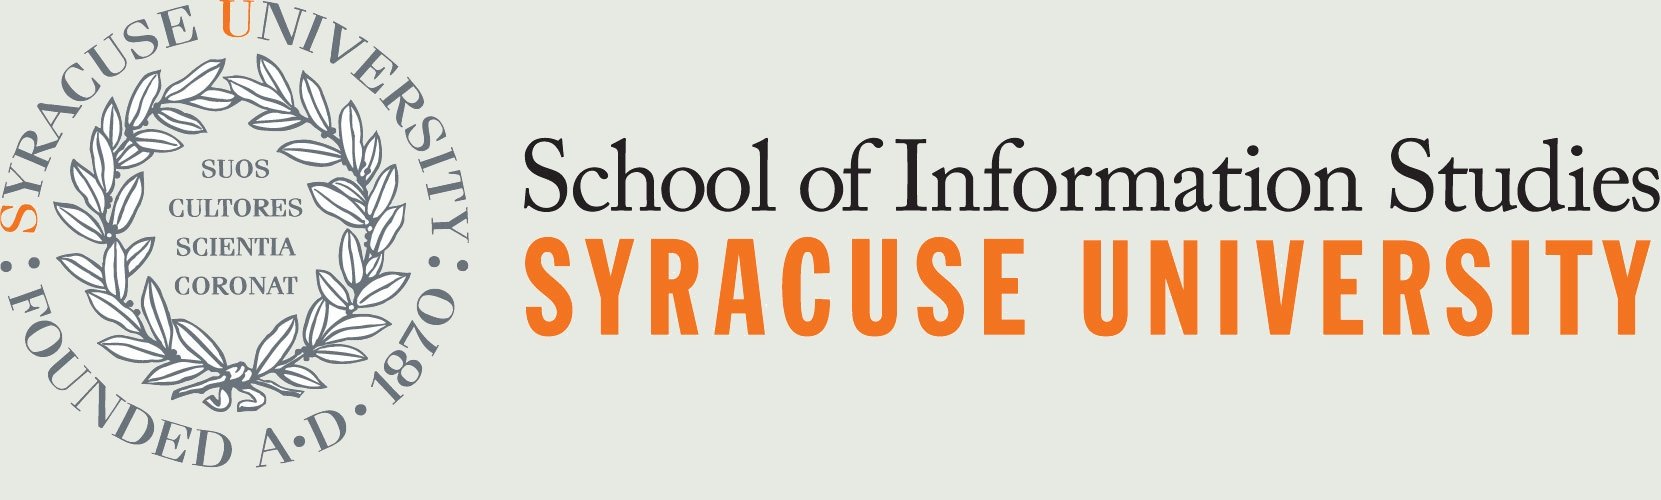 SYRACUSE UNIVERSITY
: FOUNDED A·D· 1870 :
SUOS
CULTORES
SCIENTIA
CORONAT
School of Information Studies
SYRACUSE UNIVERSITY